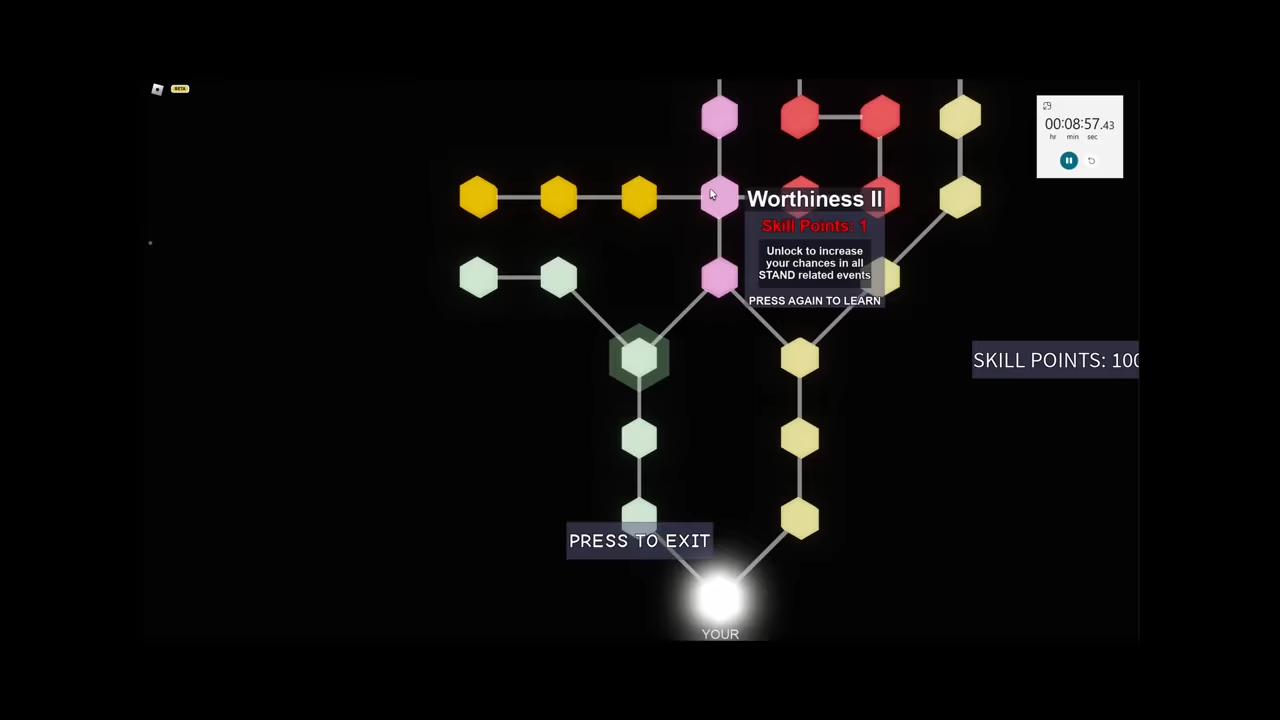 BETA
00:08:57.43
hr min sec
Worthiness II
Skill Points: 1
Unlock to increase
your chances in all
STAND related events
PRESS AGAIN TO LEARN
SKILL POINTS: 100
PRESS TO EXIT
YOUR